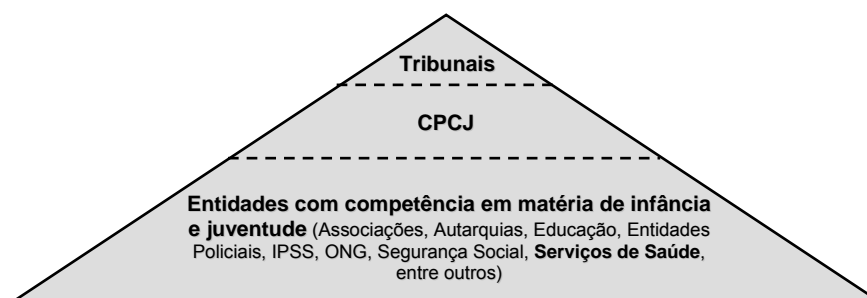 Tribunais
CPCJ
Entidades com competência em matéria de infância
e juventude (Associações, Autarquias, Educação, Entidades
Policiais, IPSS, ONG, Segurança Social, Serviços de Saúde,
entre outros)